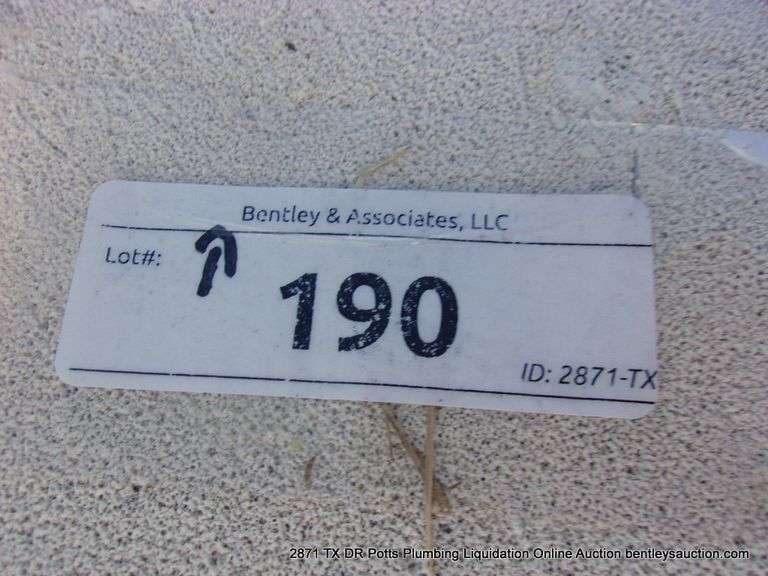 Bentley & Associates, LLC
Lot#:
190
ID: 2871-TX
2871 TX DR Potts Plumbing Liquidation Online Auction bentleysauction.com